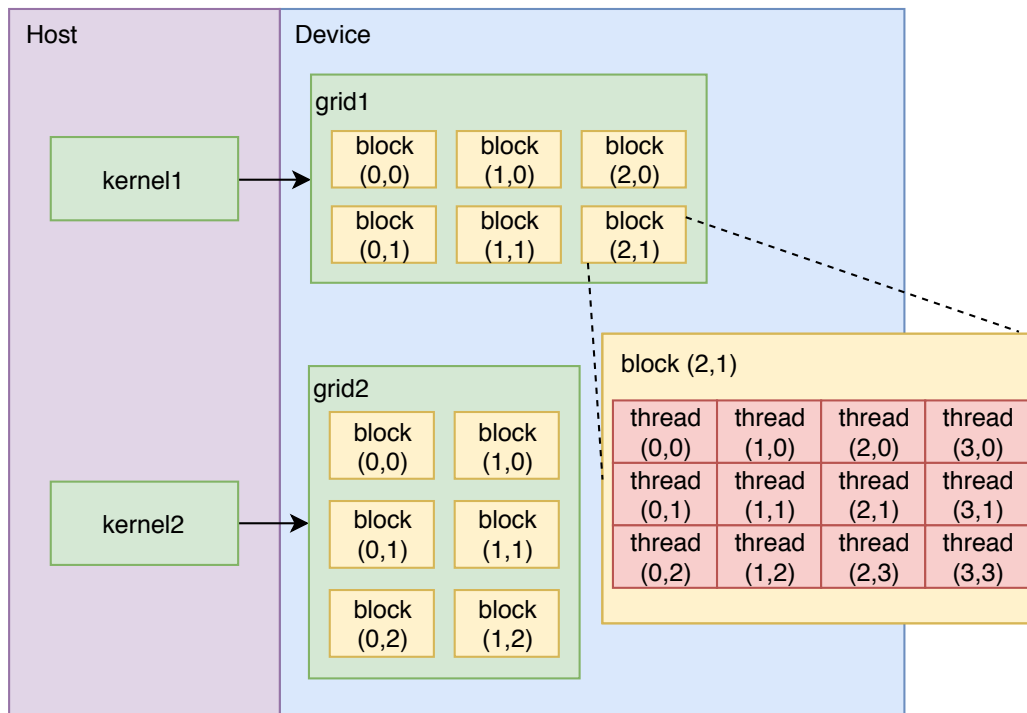 Host
Device
grid1
kernel1
block
(0,0)
block
(1,0)
block
(2,0)
block
(0,1)
block
(1,1)
block
(2,1)
block (2,1)
thread
(0,0)
thread
(1,0)
thread
(2,0)
thread
(3,0)
thread
(0,1)
thread
(1,1)
thread
(2,1)
thread
(3,1)
thread
(0,2)
thread
(1,2)
thread
(2,3)
thread
(3,3)
grid2
kernel2
block
(0,0)
block
(1,0)
block
(0,1)
block
(1,1)
block
(0,2)
block
(1,2)